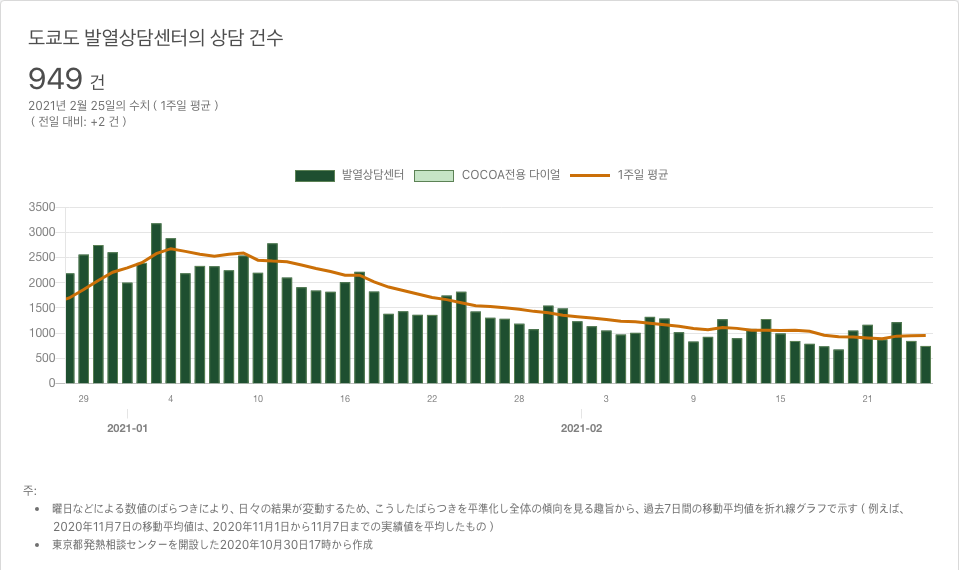 도쿄도 발열상담센터의 상담 건수
949 건
2021년 2월 25일의 수치 ( 1주일 평균 )
( 전일 대비: +2 건 )
발열상담센터 COCOA전용 다이얼 1주일 평균
3500
3000
2500
2000
1500
1000
500
0
29 4 10 16 22 28 3 9 15 21
2021-01 2021-02
주:
• 曜日などによる数値のばらつきにより、日々の結果が変動するため、こうしたばらつきを平準化し全体の傾向を見る趣旨から、過去7日間の移動平均値を折れ線グラフで示す ( 例えば、
2020年11月7日の移動平均値は、2020年11月1日から11月7日までの実績値を平均したもの )
• 東京都発熱相談センターを開設した2020年10月30日17時から作成